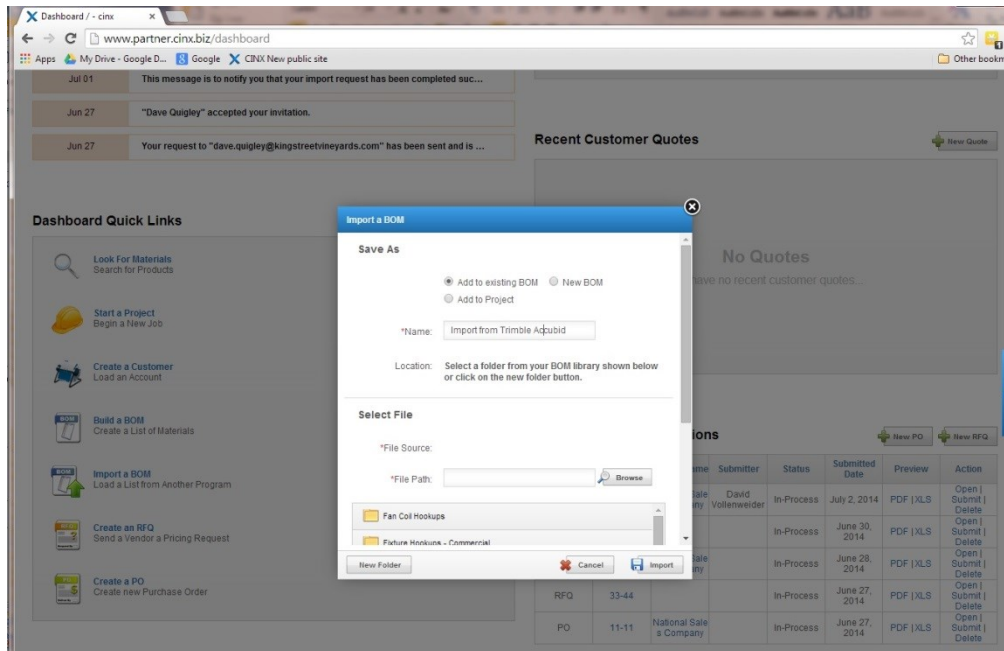 Dashboard / - cinx
www.partner.cinx.biz/dashboard
Apps
My Drive - Google D...
Google
CINX New public site
Other bookm
Jul 01
This message is to notify you that your import request has been completed suc...
Jun 27
"Dave Quigley" accepted your invitation.
Jun 27
Your request to "dave.quigley@kingstreetvineyards.com" has been sent and is ...
Recent Customer Quotes
New Quote
No Quotes
have no recent customer quotes...
Dashboard Quick Links
Look For Materials
Search for Products
Start a Project
Begin a New Job
Create a Customer
Load an Account
Build a BOM
Create a List of Materials
Import a BOM
Load a List from Another Program
Create an RFQ
Send a Vendor a Pricing Request
Create a PO
Create new Purchase Order
Import a BOM
Save As
Add to existing BOM
New BOM
Add to Project
*Name:
Import from Trimble Accubid
Location:
Select a folder from your BOM library shown below
or click on the new folder button.
Select File
*File Source:
*File Path:
Browse
Fan Coil Hookups
Fixture Hookups - Commercial
New Folder
Cancel
Import
ions
New PO
New RFQ
ame
Submitter
Status
Submitted
Date
Preview
Action
Sale
ny
David
Vollenweider
In-Process
July 2, 2014
PDF | XLS
Open |
Submit |
Delete
In-Process
June 30,
2014
PDF | XLS
Open |
Submit |
Delete
Sale
ny
In-Process
June 28,
2014
PDF | XLS
Open |
Submit |
Delete
RFQ
33-44
In-Process
June 27,
2014
PDF | XLS
Open |
Submit |
Delete
PO
11-11
National Sale
s Company
In-Process
June 27,
2014
PDF | XLS
Open |
Submit |
Delete